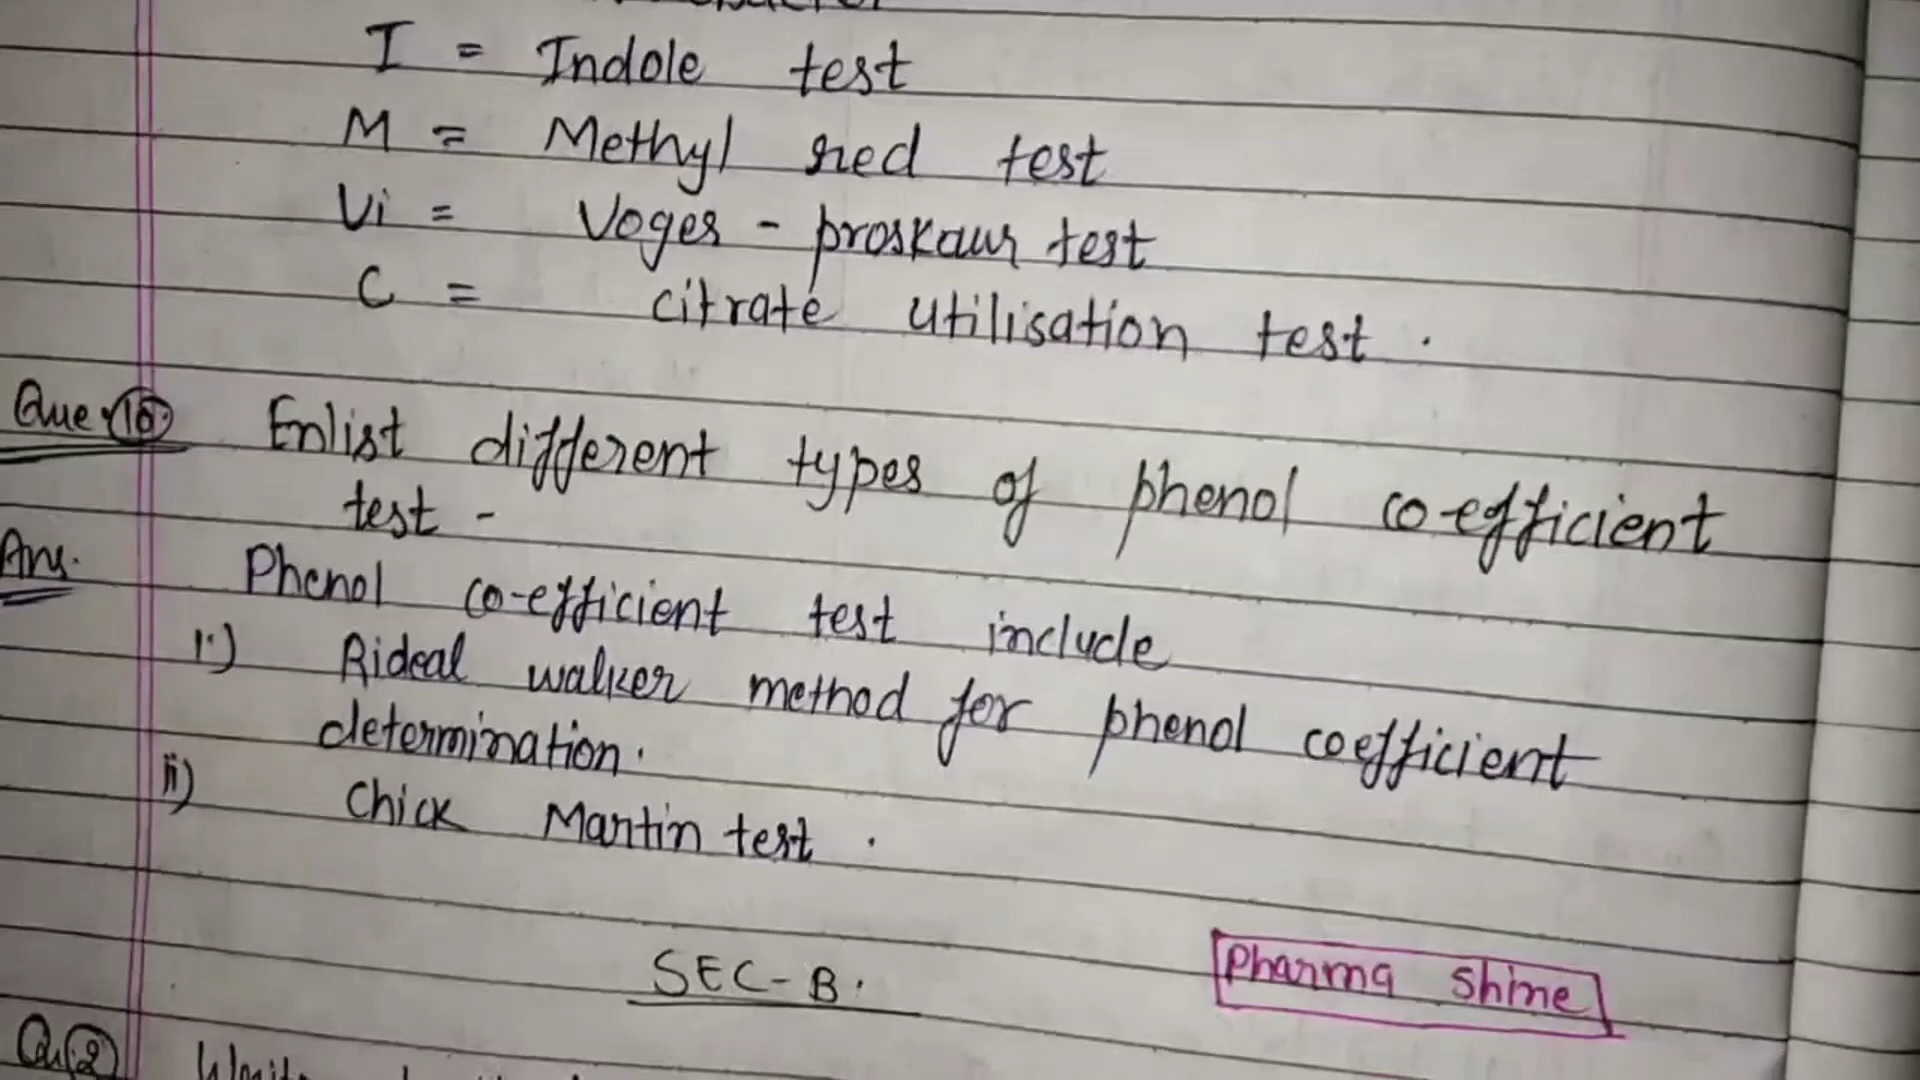 I = Indole test
M = Methyl red test
Vi = Voges - proskaur test
C = citrate utilisation test.
Que.10 Enlist different types of phenol co-efficient
test -
Ans. Phenol co-efficient test include
i.) Rideal walker method for phenol coefficient
determination.
ii) Chick Martin test.
SEC-B.
Pharma Shine
Qu.2